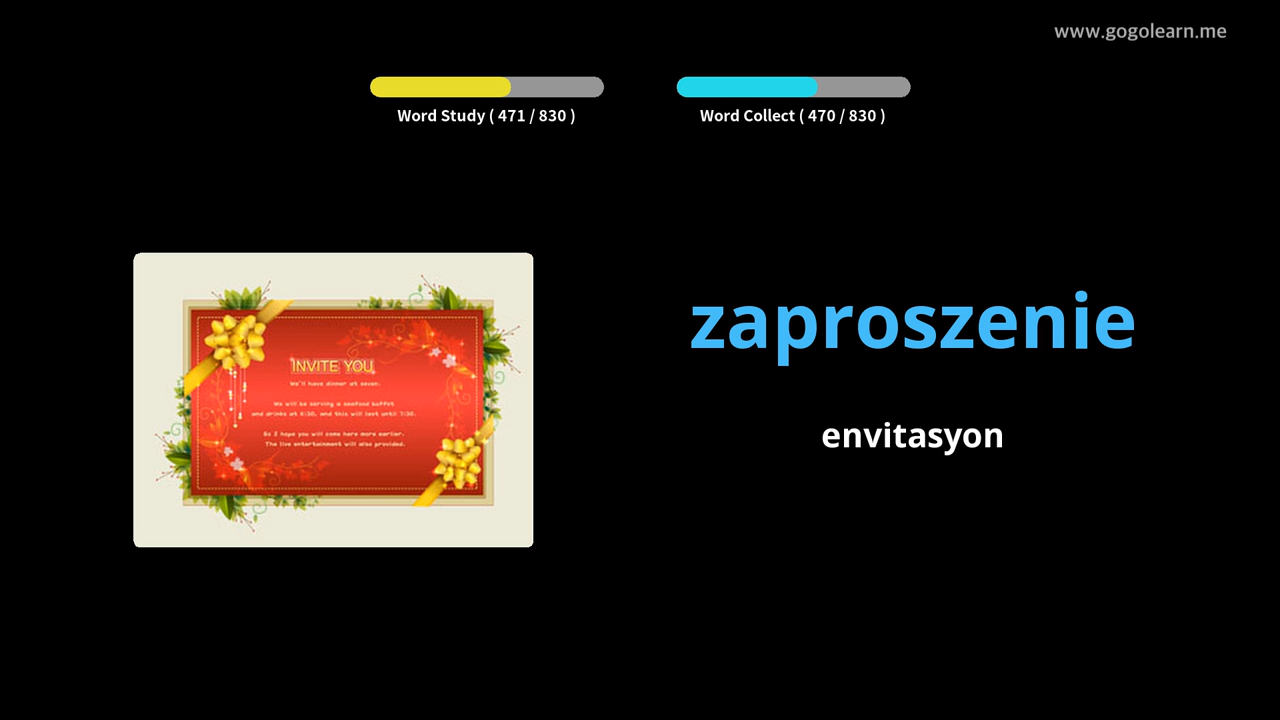 www.gogolearn.me
Word Study ( 471 / 830 )
Word Collect ( 470 / 830 )
zaproszenie
envitasyon
INVITE YOU
We'll have dinner at seven.
We will be serving a seafood buffet
and drinks at 6:30, and this will last until 7:30.
So I hope you will come here more earlier.
The live entertainment will also provided.